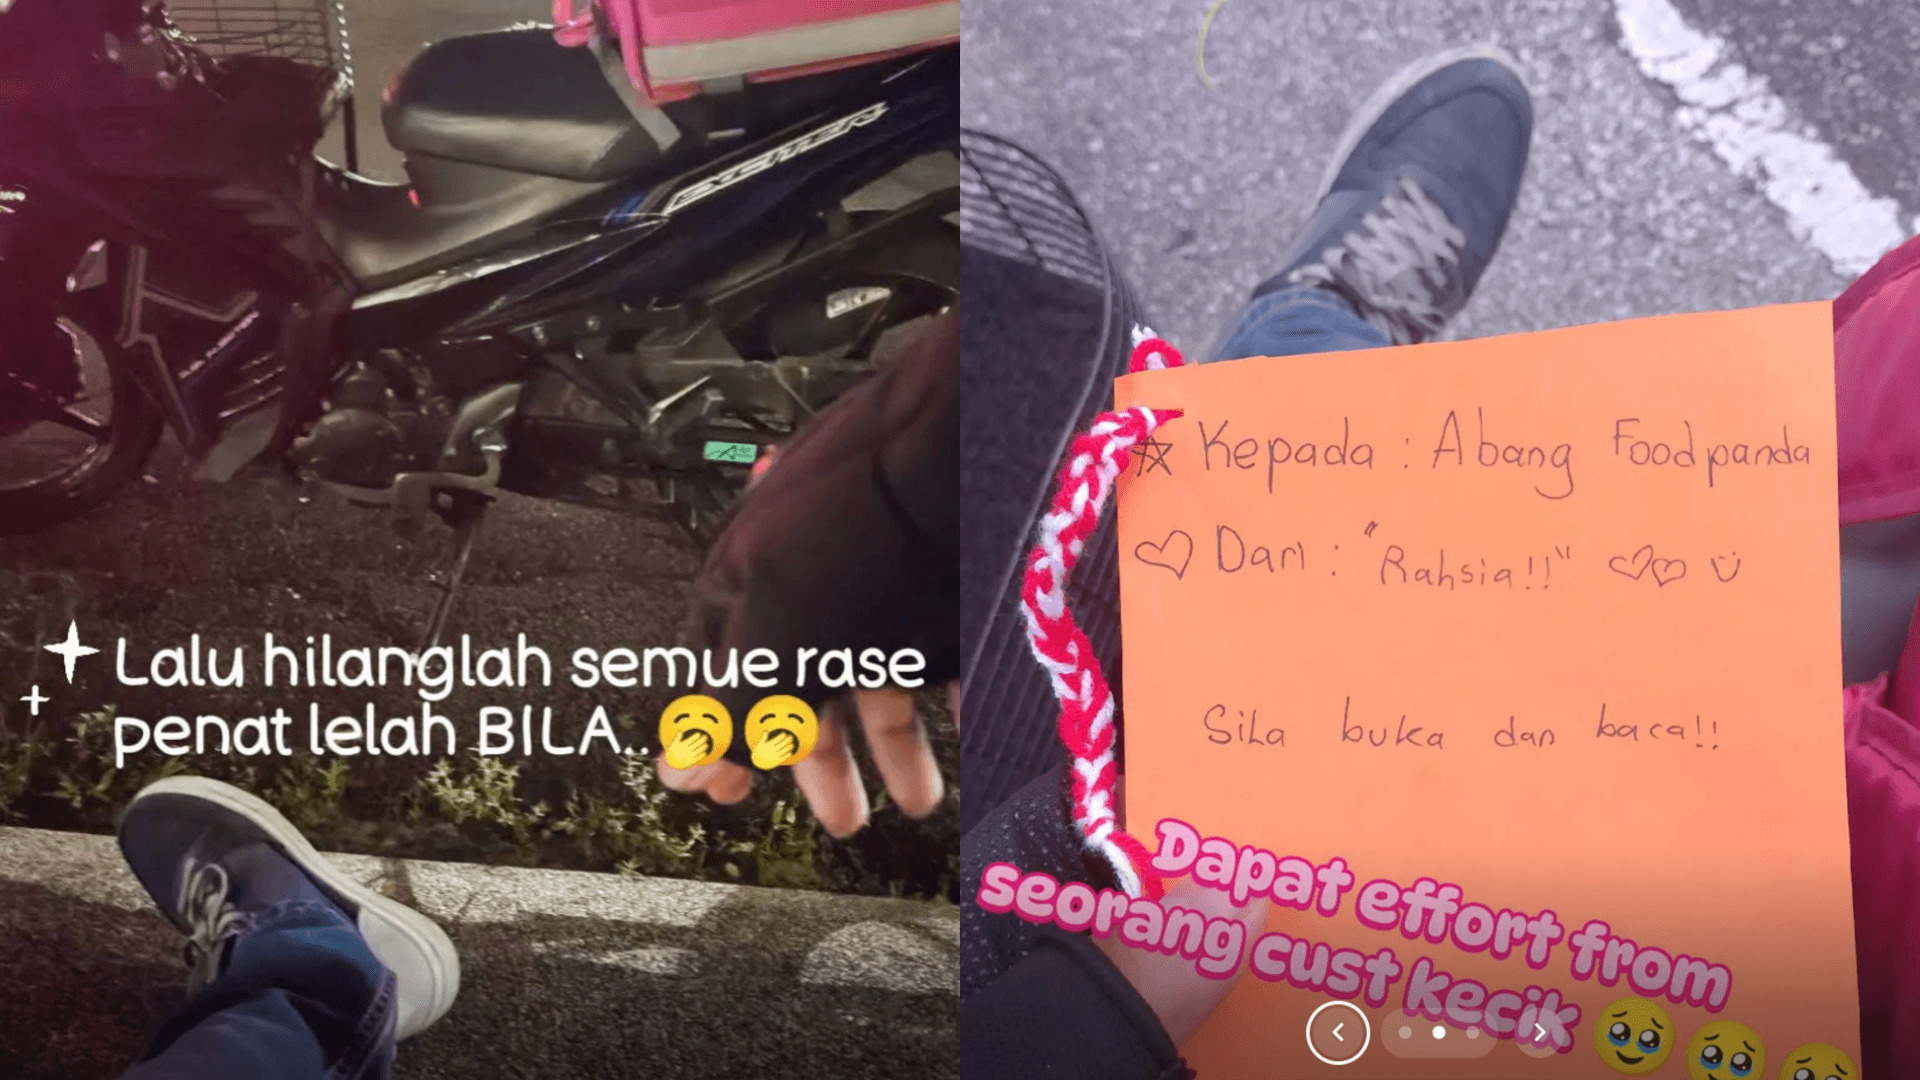 EXCITER
Lalu hilanglah semue rase
penat lelah BILA..🥱🥱
Kepada : Abang Foodpanda
Dari : "Rahsia!!"
Sila buka dan baca!!
Dapat effort from
seorang cust kecik 🥹🥹🥹